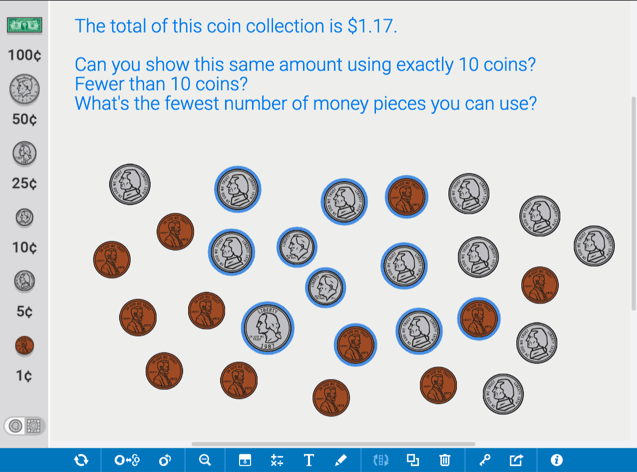 The total of this coin collection is $1.17.
Can you show this same amount using exactly 10 coins?
Fewer than 10 coins?
What's the fewest number of money pieces you can use?
100¢
50¢
25¢
10¢
5¢
1¢
LIBERTY
1987
T